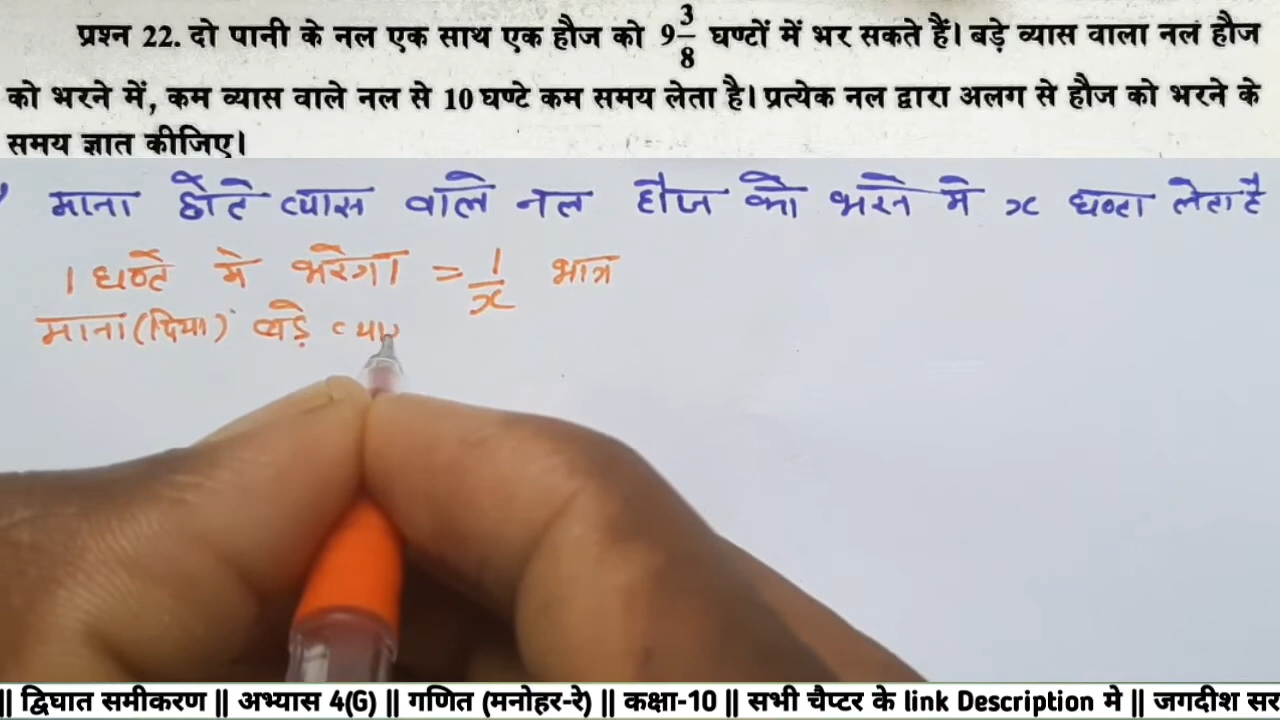 प्रश्न 22. दो पानी के नल एक साथ एक हौज को 9 3/8 घण्टों में भर सकते हैं। बड़े व्यास वाला नल हौज
को भरने में, कम व्यास वाले नल से 10 घण्टे कम समय लेता है। प्रत्येक नल द्वारा अलग से हौज को भरने के
समय ज्ञात कीजिए।
माना छोटे व्यास वाले नल हौज को भरने मे x घण्टा लेता है
1 घण्टे मे भरेगा = 1/x भात्र
माना (दिया) बड़े व्या
|| द्विघात समीकरण || अभ्यास 4(G) || गणित (मनोहर-रे) || कक्षा-10 || सभी चैप्टर के link Description मे || जगदीश सर